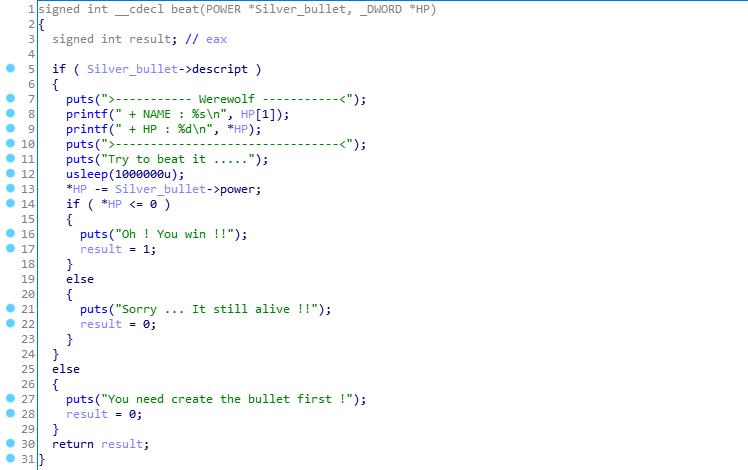 1 signed int __cdecl beat(POWER *Silver_bullet, _DWORD *HP)
2 {
3   signed int result; // eax
4
5   if ( Silver_bullet->descript )
6   {
7     puts(">----------- Werewolf -----------<");
8     printf(" + NAME : %s\n", HP[1]);
9     printf(" + HP : %d\n", *HP);
10     puts(">--------------------------------<");
11     puts("Try to beat it .....");
12     usleep(1000000u);
13     *HP -= Silver_bullet->power;
14     if ( *HP <= 0 )
15     {
16       puts("Oh ! You win !!");
17       result = 1;
18     }
19     else
20     {
21       puts("Sorry ... It still alive !!");
22       result = 0;
23     }
24   }
25   else
26   {
27     puts("You need create the bullet first !");
28     result = 0;
29   }
30   return result;
31 }